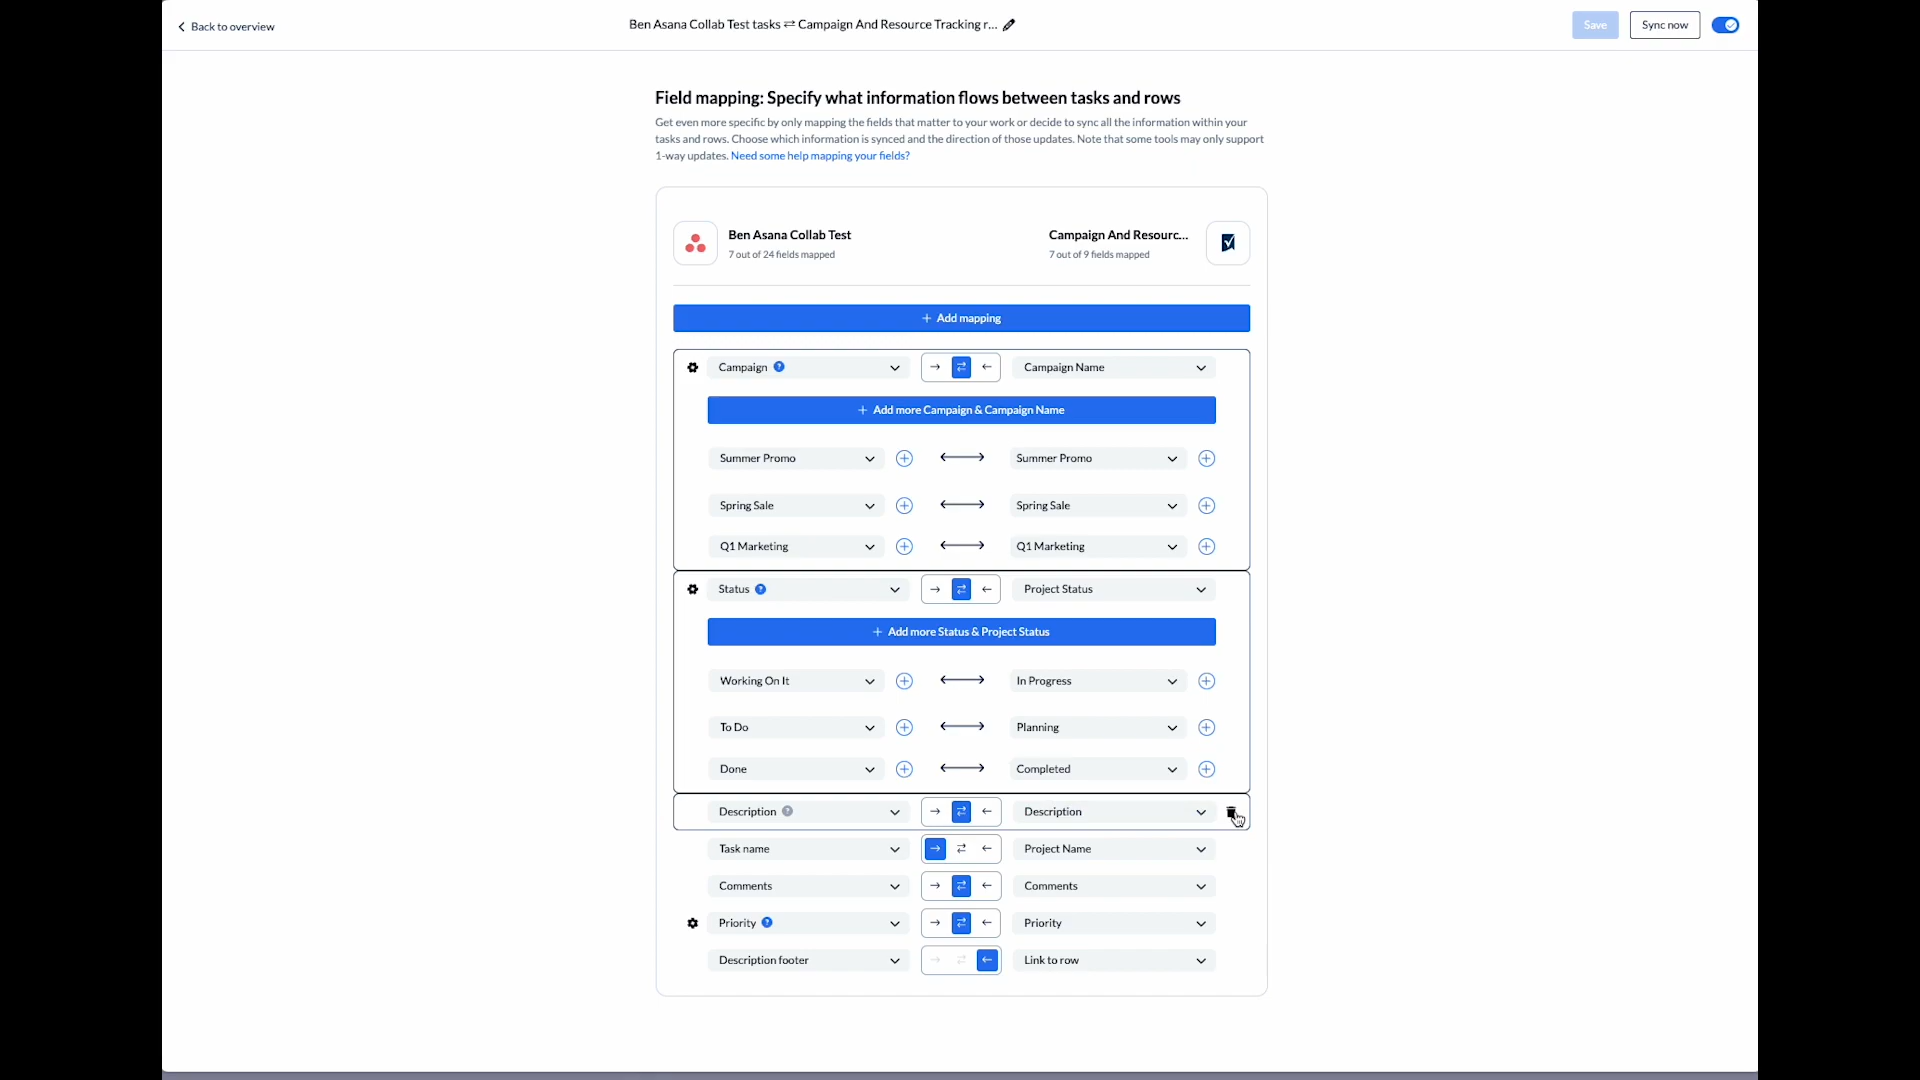 Back to overview
Ben Asana Collab Test tasks ⇄ Campaign And Resource Tracking r...
Save
Sync now
Field mapping: Specify what information flows between tasks and rows
Get even more specific by only mapping the fields that matter to your work or decide to sync all the information within your
tasks and rows. Choose which information is synced and the direction of those updates. Note that some tools may only support
1-way updates. Need some help mapping your fields?
Ben Asana Collab Test
7 out of 24 fields mapped
Campaign And Resourc...
7 out of 9 fields mapped
+ Add mapping
Campaign ? Campaign Name
+ Add more Campaign & Campaign Name
Summer Promo Summer Promo
Spring Sale Spring Sale
Q1 Marketing Q1 Marketing
Status ? Project Status
+ Add more Status & Project Status
Working On It In Progress
To Do Planning
Done Completed
Description ? Description
Task name Project Name
Comments Comments
Priority ? Priority
Description footer Link to row